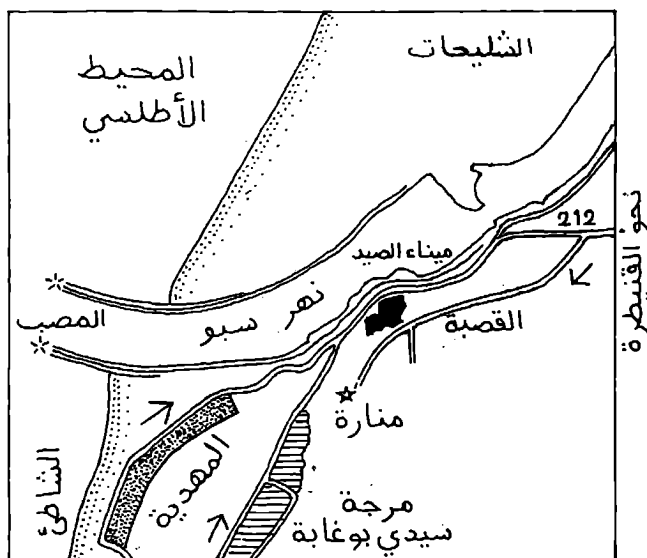 الشليحات
المحيط
الأطلسي
نحو القنيطرة
212
ميناء الصيد
نهر سبو
المصب
القصبة
منارة
المهدية
الشاطئ
مرجة
سيدي بوغابة